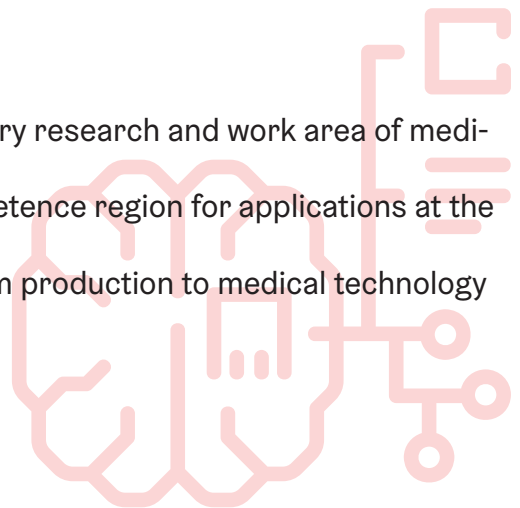 ry research and work area of medi-
etence region for applications at the
n production to medical technology